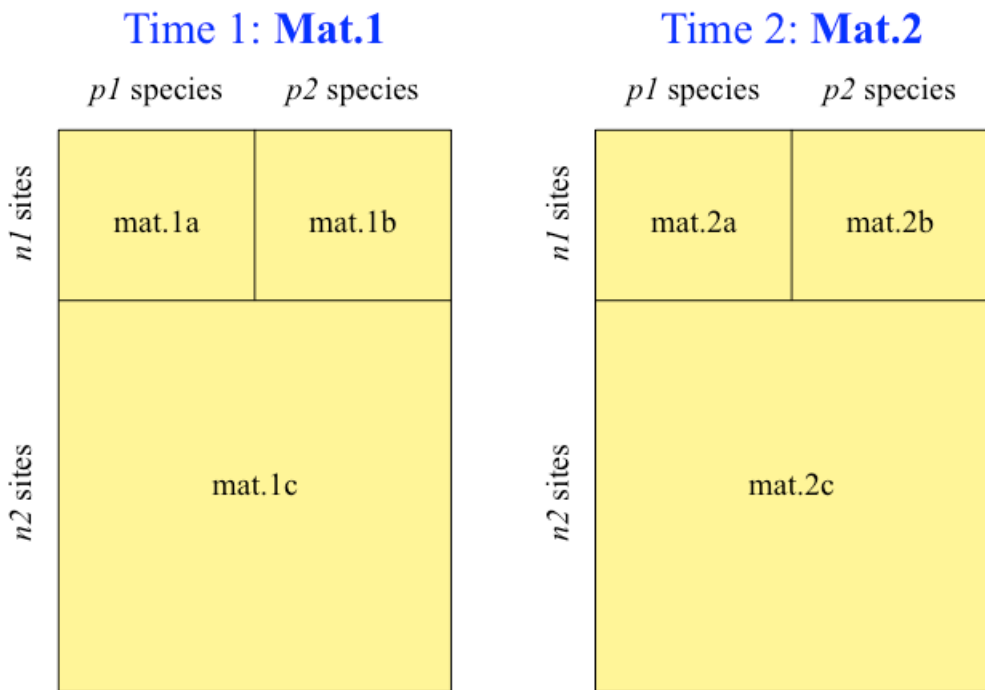 Time 1: Mat.1
Time 2: Mat.2
p1 species
p2 species
p1 species
p2 species
n1 sites
mat.1a
mat.1b
n1 sites
mat.2a
mat.2b
n2 sites
mat.1c
n2 sites
mat.2c